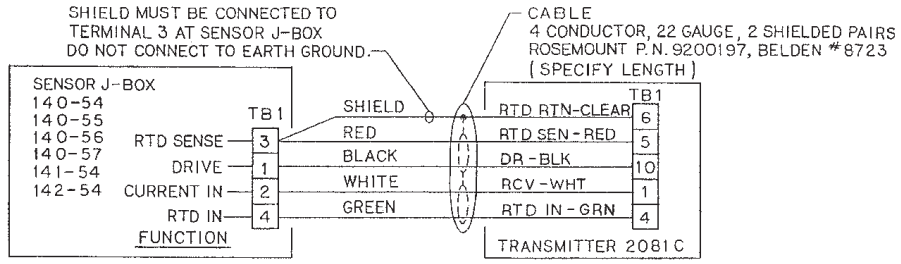 SHIELD MUST BE CONNECTED TO
TERMINAL 3 AT SENSOR J-BOX
DO NOT CONNECT TO EARTH GROUND.
CABLE
4 CONDUCTOR, 22 GAUGE, 2 SHIELDED PAIRS
ROSEMOUNT P.N. 9200197, BELDEN #8723
(SPECIFY LENGTH)
SENSOR J-BOX
140-54
140-55
140-56
140-57
141-54
142-54
TB1
RTD SENSE 3
DRIVE 1
CURRENT IN 2
RTD IN 4
FUNCTION
SHIELD
RED
BLACK
WHITE
GREEN
TB1
RTD RTN-CLEAR 6
RTD SEN-RED 5
DR-BLK 10
RCV-WHT 1
RTD IN-GRN 4
TRANSMITTER 2081C